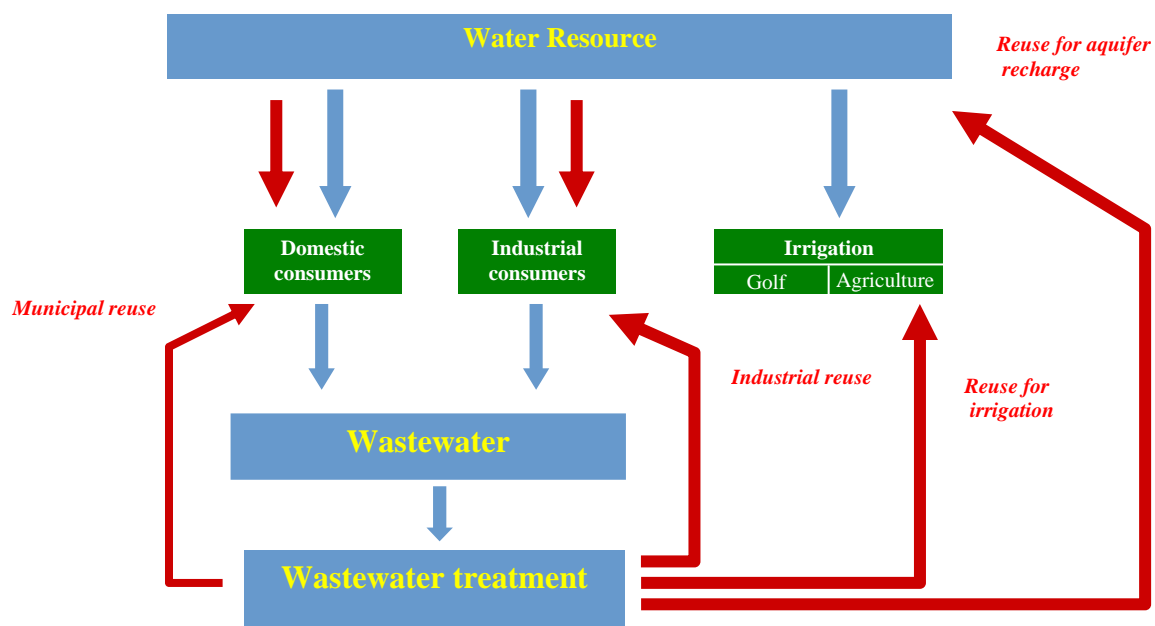 Water Resource
Reuse for aquifer
recharge
Domestic
consumers
Industrial
consumers
Irrigation
Golf
Agriculture
Municipal reuse
Industrial reuse
Reuse for
irrigation
Wastewater
Wastewater treatment